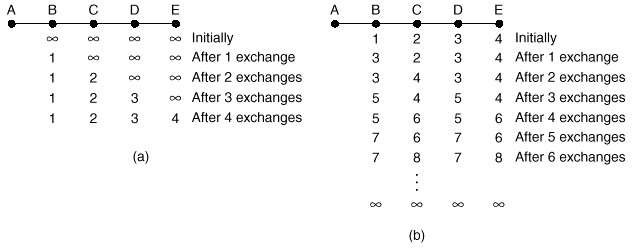 A B C D E
∞ ∞ ∞ ∞ Initially
1 ∞ ∞ ∞ After 1 exchange
1 2 ∞ ∞ After 2 exchanges
1 2 3 ∞ After 3 exchanges
1 2 3 4 After 4 exchanges
(a)
A B C D E
1 2 3 4 Initially
3 2 3 4 After 1 exchange
3 4 3 4 After 2 exchanges
5 4 5 4 After 3 exchanges
5 6 5 6 After 4 exchanges
7 6 7 6 After 5 exchanges
7 8 7 8 After 6 exchanges
⋮
∞ ∞ ∞ ∞
(b)